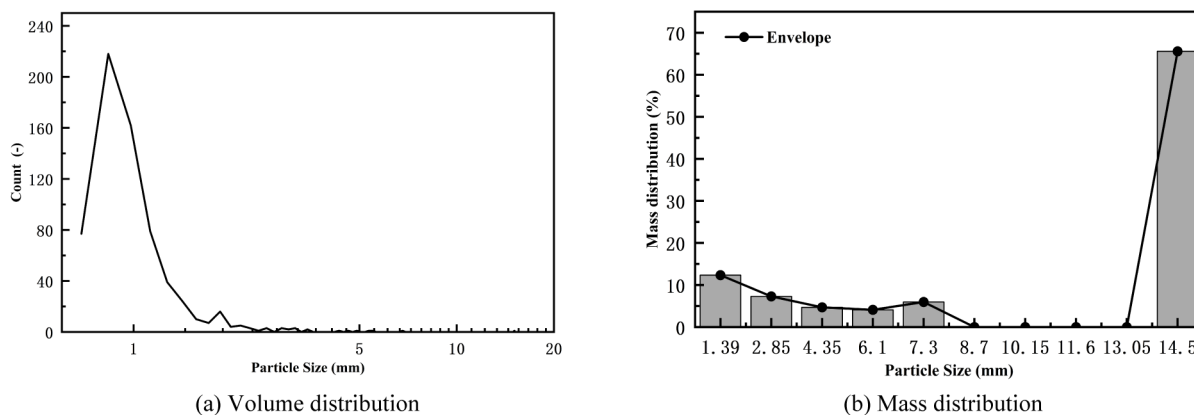 240
200
160
120
80
40
0
Count (-)
1
5
10
20
Particle Size (mm)
(a) Volume distribution
Envelope
70
60
50
40
30
20
10
0
Mass distribution (%)
1.39 2.85 4.35 6.1 7.3 8.7 10.15 11.6 13.05 14.5
Particle Size (mm)
(b) Mass distribution